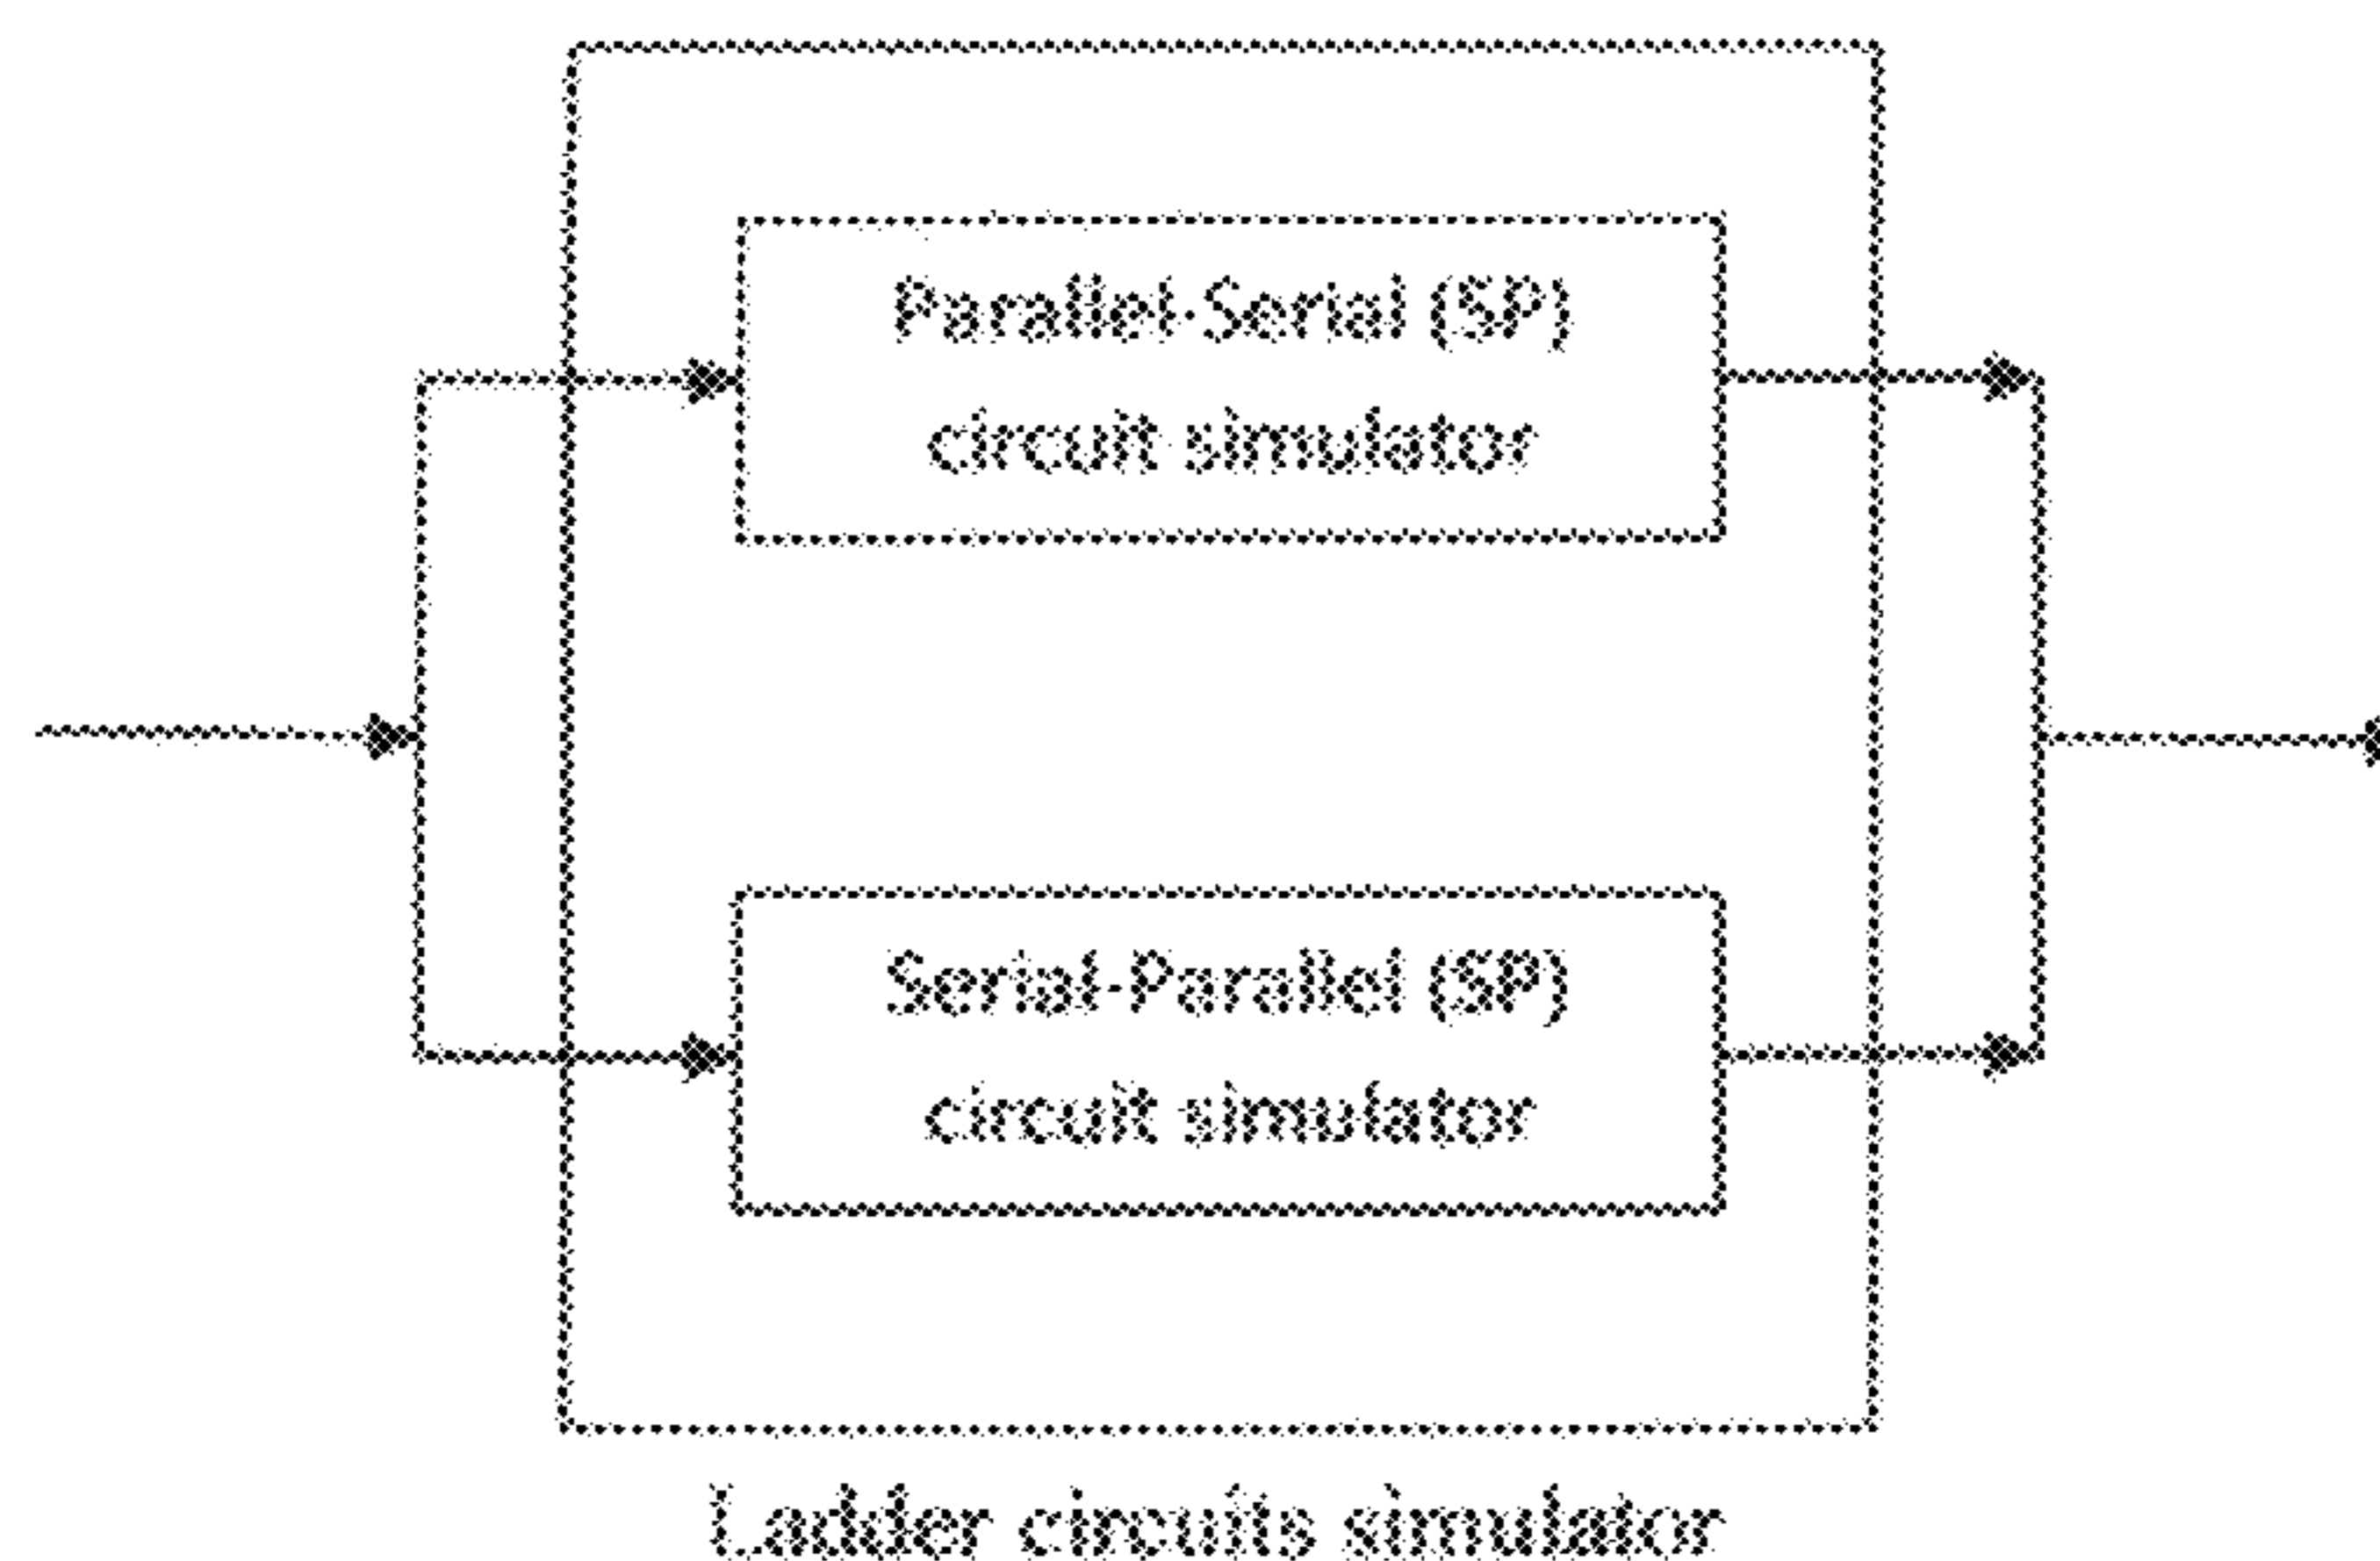 Parallel-Serial (SP)
circuit simulator
Serial-Parallel (SP)
circuit simulator
Ladder circuits simulator